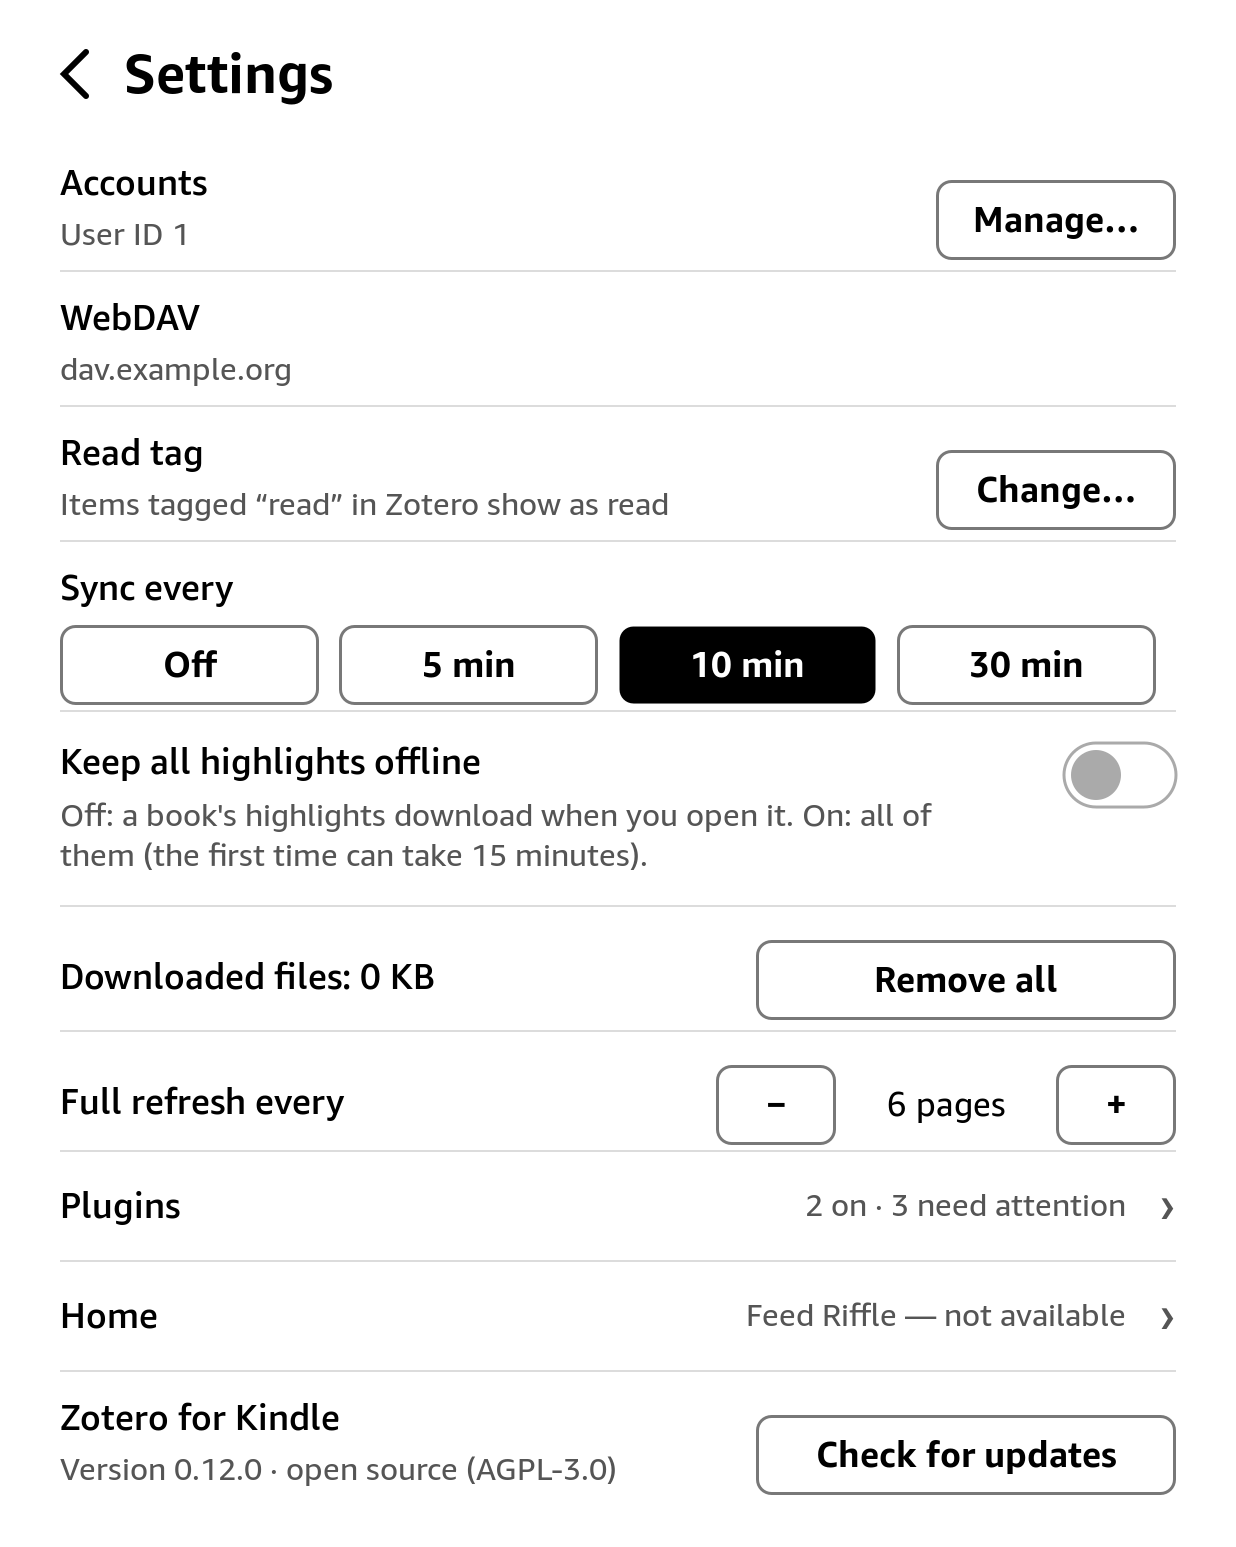 Settings
Accounts
User ID 1
Manage...
WebDAV
dav.example.org
Read tag
Items tagged “read” in Zotero show as read
Change...
Sync every
Off
5 min
10 min
30 min
Keep all highlights offline
Off: a book's highlights download when you open it. On: all of
them (the first time can take 15 minutes).
Downloaded files: 0 KB
Remove all
Full refresh every
–
6 pages
+
Plugins
2 on · 3 need attention ›
Home
Feed Riffle — not available ›
Zotero for Kindle
Version 0.12.0 · open source (AGPL-3.0)
Check for updates